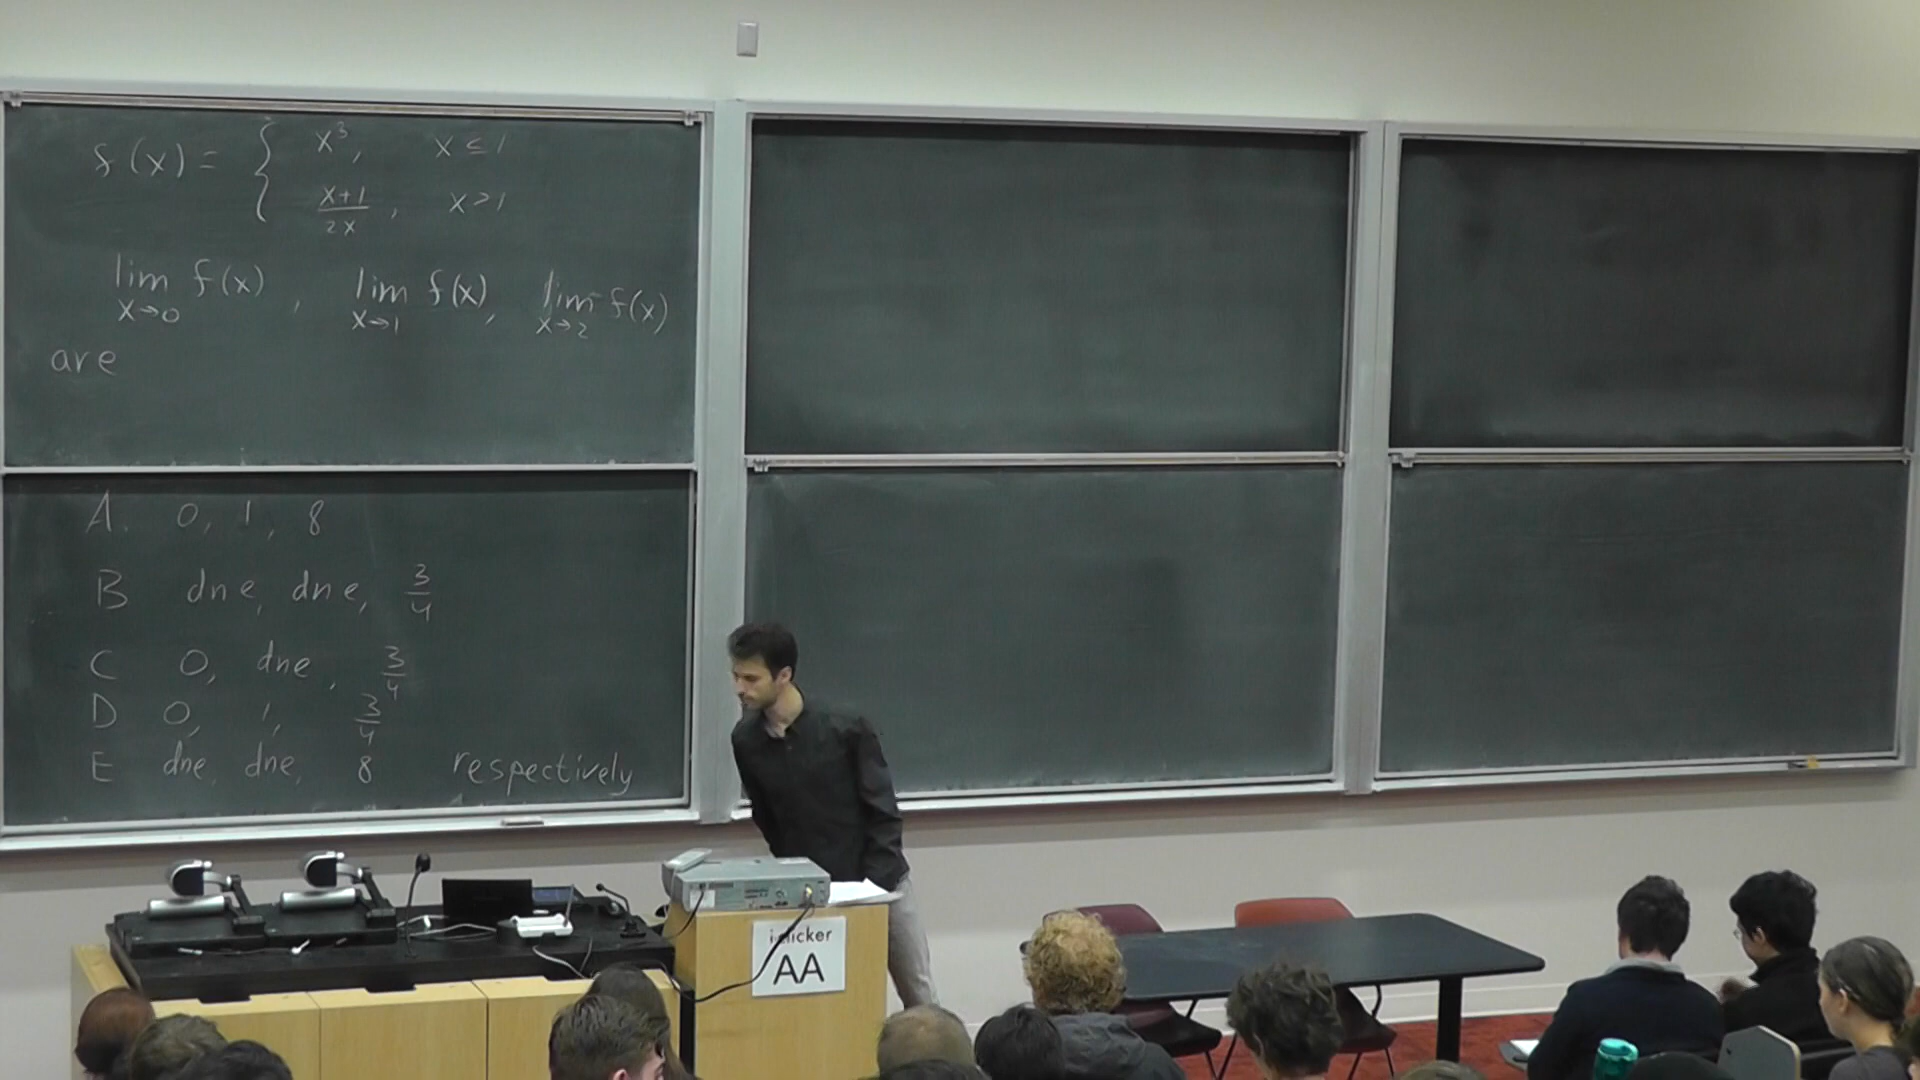 f(x) = { x³, x ≤ 1
x+1/2x, x > 1
lim x→0 f(x), lim x→1 f(x), lim x→2 f(x)
are
A. 0, 1, 8
B dne, dne, 3/4
C 0, dne, 3/4
D 0, 1, 3/4
E dne, dne, 8 respectively
i>clicker
AA